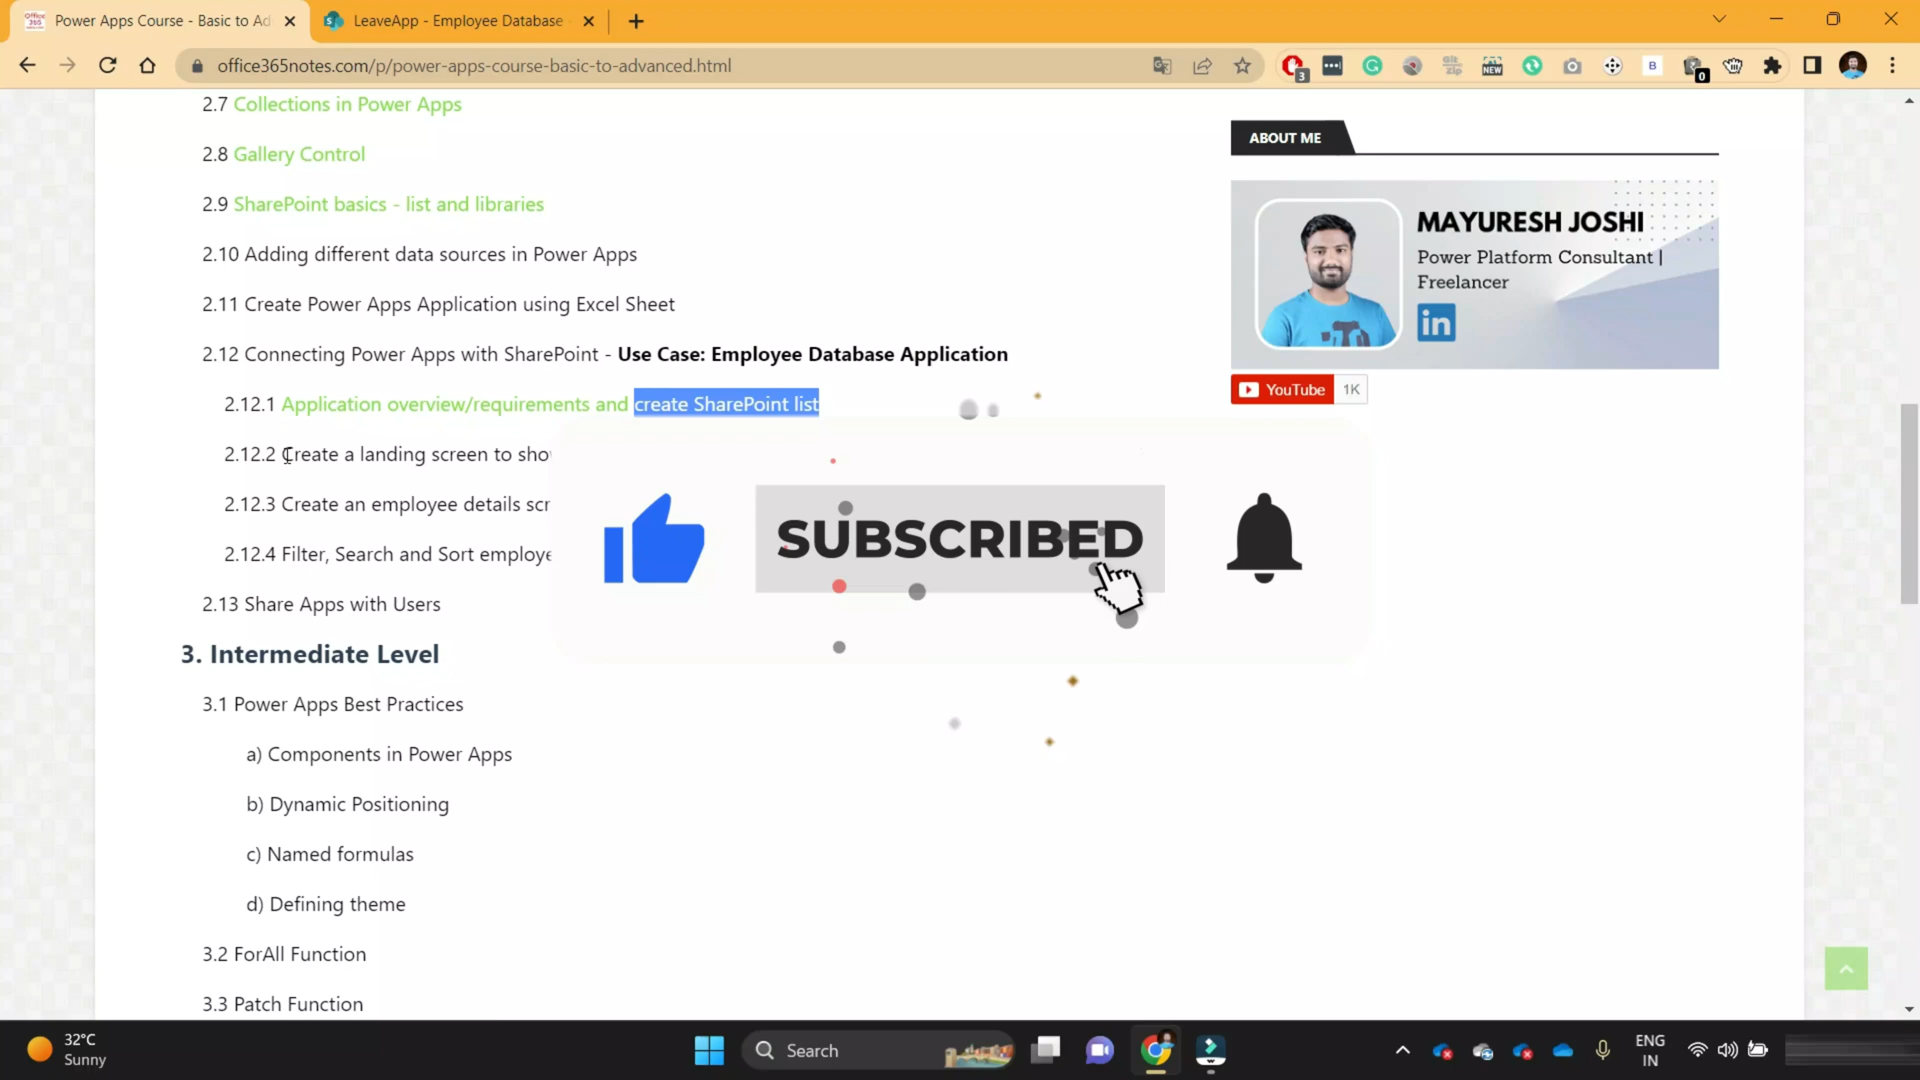 Power Apps Course - Basic to Ad
LeaveApp - Employee Database
office365notes.com/p/power-apps-course-basic-to-advanced.html
2.7 Collections in Power Apps
2.8 Gallery Control
2.9 SharePoint basics - list and libraries
2.10 Adding different data sources in Power Apps
2.11 Create Power Apps Application using Excel Sheet
2.12 Connecting Power Apps with SharePoint - Use Case: Employee Database Application
2.12.1 Application overview/requirements and create SharePoint list
2.12.2 Create a landing screen to sho
2.12.3 Create an employee details scr
2.12.4 Filter, Search and Sort employe
2.13 Share Apps with Users
3. Intermediate Level
3.1 Power Apps Best Practices
a) Components in Power Apps
b) Dynamic Positioning
c) Named formulas
d) Defining theme
3.2 ForAll Function
3.3 Patch Function
ABOUT ME
MAYURESH JOSHI
Power Platform Consultant |
Freelancer
in
YouTube 1K
SUBSCRIBED
32°C
Sunny
Search
ENG
IN